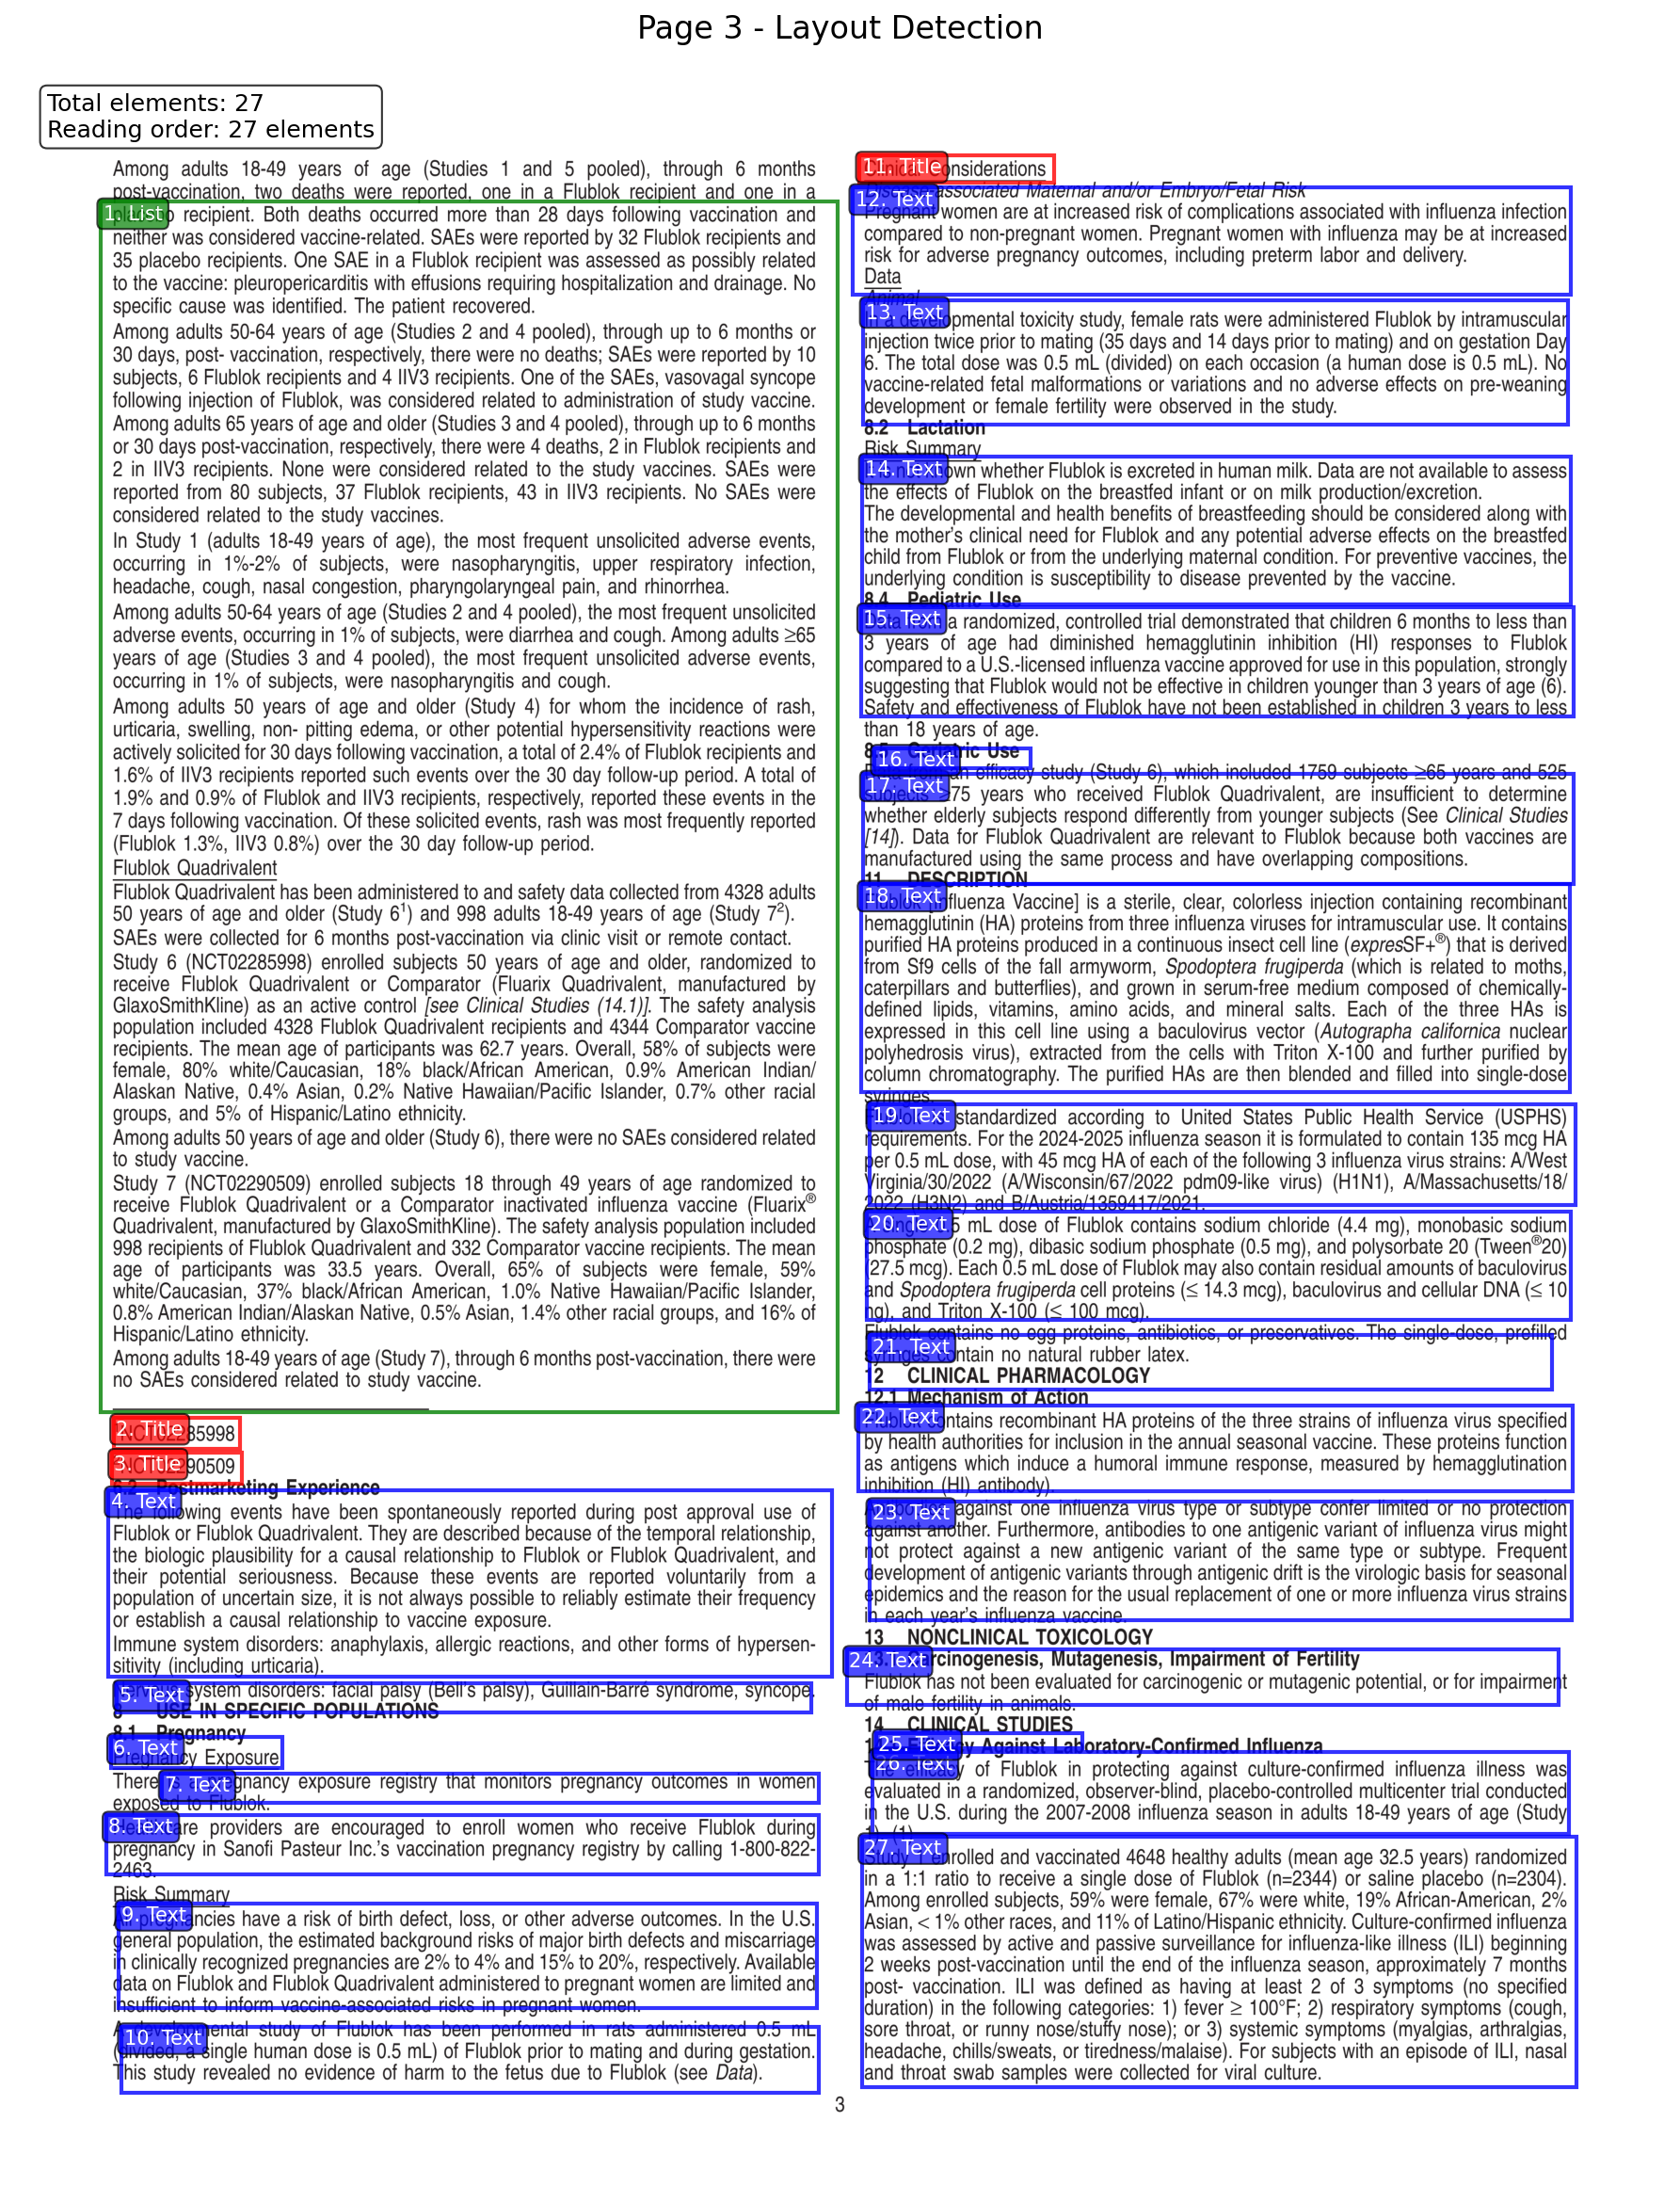 Page 3 - Layout Detection
Total elements: 27
Reading order: 27 elements
Among adults 18-49 years of age (Studies 1 and 5 pooled), through 6 months
post-vaccination, two deaths were reported, one in a Flublok recipient and one in a
1. List
recipient. Both deaths occurred more than 28 days following vaccination and
neither was considered vaccine-related. SAEs were reported by 32 Flublok recipients and
35 placebo recipients. One SAE in a Flublok recipient was assessed as possibly related
to the vaccine: pleuropericarditis with effusions requiring hospitalization and drainage. No
specific cause was identified. The patient recovered.
Among adults 50-64 years of age (Studies 2 and 4 pooled), through up to 6 months or
30 days, post- vaccination, respectively, there were no deaths; SAEs were reported by 10
subjects, 6 Flublok recipients and 4 IIV3 recipients. One of the SAEs, vasovagal syncope
following injection of Flublok, was considered related to administration of study vaccine.
Among adults 65 years of age and older (Studies 3 and 4 pooled), through up to 6 months
or 30 days post-vaccination, respectively, there were 4 deaths, 2 in Flublok recipients and
2 in IIV3 recipients. None were considered related to the study vaccines. SAEs were
reported from 80 subjects, 37 Flublok recipients, 43 in IIV3 recipients. No SAEs were
considered related to the study vaccines.
In Study 1 (adults 18-49 years of age), the most frequent unsolicited adverse events,
occurring in 1%-2% of subjects, were nasopharyngitis, upper respiratory infection,
headache, cough, nasal congestion, pharyngolaryngeal pain, and rhinorrhea.
Among adults 50-64 years of age (Studies 2 and 4 pooled), the most frequent unsolicited
adverse events, occurring in 1% of subjects, were diarrhea and cough. Among adults ≥65
years of age (Studies 3 and 4 pooled), the most frequent unsolicited adverse events,
occurring in 1% of subjects, were nasopharyngitis and cough.
Among adults 50 years of age and older (Study 4) for whom the incidence of rash,
urticaria, swelling, non- pitting edema, or other potential hypersensitivity reactions were
actively solicited for 30 days following vaccination, a total of 2.4% of Flublok recipients and
1.6% of IIV3 recipients reported such events over the 30 day follow-up period. A total of
1.9% and 0.9% of Flublok and IIV3 recipients, respectively, reported these events in the
7 days following vaccination. Of these solicited events, rash was most frequently reported
(Flublok 1.3%, IIV3 0.8%) over the 30 day follow-up period.
Flublok Quadrivalent
Flublok Quadrivalent has been administered to and safety data collected from 4328 adults
50 years of age and older (Study 6¹) and 998 adults 18-49 years of age (Study 7²).
SAEs were collected for 6 months post-vaccination via clinic visit or remote contact.
Study 6 (NCT02285998) enrolled subjects 50 years of age and older, randomized to
receive Flublok Quadrivalent or Comparator (Fluarix Quadrivalent, manufactured by
GlaxoSmithKline) as an active control [see Clinical Studies (14.1)]. The safety analysis
population included 4328 Flublok Quadrivalent recipients and 4344 Comparator vaccine
recipients. The mean age of participants was 62.7 years. Overall, 58% of subjects were
female, 80% white/Caucasian, 18% black/African American, 0.9% American Indian/
Alaskan Native, 0.4% Asian, 0.2% Native Hawaiian/Pacific Islander, 0.7% other racial
groups, and 5% of Hispanic/Latino ethnicity.
Among adults 50 years of age and older (Study 6), there were no SAEs considered related
to study vaccine.
Study 7 (NCT02290509) enrolled subjects 18 through 49 years of age randomized to
receive Flublok Quadrivalent or a Comparator inactivated influenza vaccine (Fluarix®
Quadrivalent, manufactured by GlaxoSmithKline). The safety analysis population included
998 recipients of Flublok Quadrivalent and 332 Comparator vaccine recipients. The mean
age of participants was 33.5 years. Overall, 65% of subjects were female, 59%
white/Caucasian, 37% black/African American, 1.0% Native Hawaiian/Pacific Islander,
0.8% American Indian/Alaskan Native, 0.5% Asian, 1.4% other racial groups, and 16% of
Hispanic/Latino ethnicity.
Among adults 18-49 years of age (Study 7), through 6 months post-vaccination, there were
no SAEs considered related to study vaccine.
2. Title
3. Title
6.2 Postmarketing Experience
4. Text
following events have been spontaneously reported during post approval use of
Flublok or Flublok Quadrivalent. They are described because of the temporal relationship,
the biologic plausibility for a causal relationship to Flublok or Flublok Quadrivalent, and
their potential seriousness. Because these events are reported voluntarily from a
population of uncertain size, it is not always possible to reliably estimate their frequency
or establish a causal relationship to vaccine exposure.
Immune system disorders: anaphylaxis, allergic reactions, and other forms of hypersen-
sitivity (including urticaria).
5. Text
system disorders: facial palsy (Bell's palsy), Guillain-Barré syndrome, syncope.
8 USE IN SPECIFIC POPULATIONS
8.1 Pregnancy
6. Text
Pregnancy Exposure
7. Text
There pregnancy exposure registry that monitors pregnancy outcomes in women
exposed to Flublok.
8. Text
providers are encouraged to enroll women who receive Flublok during
pregnancy in Sanofi Pasteur Inc.'s vaccination pregnancy registry by calling 1-800-822-
2463.
Risk Summary
9. Text
pregnancies have a risk of birth defect, loss, or other adverse outcomes. In the U.S.
general population, the estimated background risks of major birth defects and miscarriage
in clinically recognized pregnancies are 2% to 4% and 15% to 20%, respectively. Available
data on Flublok and Flublok Quadrivalent administered to pregnant women are limited and
insufficient to inform vaccine-associated risks in pregnant women.
10. Text
A developmental study of Flublok has been performed in rats administered 0.5 mL
(divided, a single human dose is 0.5 mL) of Flublok prior to mating and during gestation.
This study revealed no evidence of harm to the fetus due to Flublok (see Data).
11. Title
Considerations
12. Text
associated Maternal and/or Embryo/Fetal Risk
Pregnant women are at increased risk of complications associated with influenza infection
compared to non-pregnant women. Pregnant women with influenza may be at increased
risk for adverse pregnancy outcomes, including preterm labor and delivery.
Data
Animal
13. Text
developmental toxicity study, female rats were administered Flublok by intramuscular
injection twice prior to mating (35 days and 14 days prior to mating) and on gestation Day
6. The total dose was 0.5 mL (divided) on each occasion (a human dose is 0.5 mL). No
vaccine-related fetal malformations or variations and no adverse effects on pre-weaning
development or female fertility were observed in the study.
8.2 Lactation
Risk Summary
14. Text
known whether Flublok is excreted in human milk. Data are not available to assess
the effects of Flublok on the breastfed infant or on milk production/excretion.
The developmental and health benefits of breastfeeding should be considered along with
the mother's clinical need for Flublok and any potential adverse effects on the breastfed
child from Flublok or from the underlying maternal condition. For preventive vaccines, the
underlying condition is susceptibility to disease prevented by the vaccine.
8.4 Pediatric Use
15. Text
a randomized, controlled trial demonstrated that children 6 months to less than
3 years of age had diminished hemagglutinin inhibition (HI) responses to Flublok
compared to a U.S.-licensed influenza vaccine approved for use in this population, strongly
suggesting that Flublok would not be effective in children younger than 3 years of age (6).
Safety and effectiveness of Flublok have not been established in children 3 years to less
than 18 years of age.
16. Text
Geriatric Use
17. Text
an efficacy study (Study 6), which included 1759 subjects ≥65 years and 525
subjects ≥75 years who received Flublok Quadrivalent, are insufficient to determine
whether elderly subjects respond differently from younger subjects (See Clinical Studies
[14]). Data for Flublok Quadrivalent are relevant to Flublok because both vaccines are
manufactured using the same process and have overlapping compositions.
11 DESCRIPTION
18. Text
Flublok [Influenza Vaccine] is a sterile, clear, colorless injection containing recombinant
hemagglutinin (HA) proteins from three influenza viruses for intramuscular use. It contains
purified HA proteins produced in a continuous insect cell line (expresSF+®) that is derived
from Sf9 cells of the fall armyworm, Spodoptera frugiperda (which is related to moths,
caterpillars and butterflies), and grown in serum-free medium composed of chemically-
defined lipids, vitamins, amino acids, and mineral salts. Each of the three HAs is
expressed in this cell line using a baculovirus vector (Autographa californica nuclear
polyhedrosis virus), extracted from the cells with Triton X-100 and further purified by
column chromatography. The purified HAs are then blended and filled into single-dose
syringes.
19. Text
standardized according to United States Public Health Service (USPHS)
requirements. For the 2024-2025 influenza season it is formulated to contain 135 mcg HA
per 0.5 mL dose, with 45 mcg HA of each of the following 3 influenza virus strains: A/West
Virginia/30/2022 (A/Wisconsin/67/2022 pdm09-like virus) (H1N1), A/Massachusetts/18/
2022 (H3N2) and B/Austria/1359417/2021.
20. Text
mL dose of Flublok contains sodium chloride (4.4 mg), monobasic sodium
phosphate (0.2 mg), dibasic sodium phosphate (0.5 mg), and polysorbate 20 (Tween®20)
(27.5 mcg). Each 0.5 mL dose of Flublok may also contain residual amounts of baculovirus
and Spodoptera frugiperda cell proteins (≤ 14.3 mcg), baculovirus and cellular DNA (≤ 10
ng), and Triton X-100 (≤ 100 mcg).
21. Text
Flublok contains no egg proteins, antibiotics, or preservatives. The single-dose, prefilled
syringes contain no natural rubber latex.
12 CLINICAL PHARMACOLOGY
12.1 Mechanism of Action
22. Text
Flublok contains recombinant HA proteins of the three strains of influenza virus specified
by health authorities for inclusion in the annual seasonal vaccine. These proteins function
as antigens which induce a humoral immune response, measured by hemagglutination
inhibition (HI) antibody).
23. Text
against one influenza virus type or subtype confer limited or no protection
against another. Furthermore, antibodies to one antigenic variant of influenza virus might
not protect against a new antigenic variant of the same type or subtype. Frequent
development of antigenic variants through antigenic drift is the virologic basis for seasonal
epidemics and the reason for the usual replacement of one or more influenza virus strains
in each year's influenza vaccine.
13 NONCLINICAL TOXICOLOGY
24. Text
Carcinogenesis, Mutagenesis, Impairment of Fertility
Flublok has not been evaluated for carcinogenic or mutagenic potential, or for impairment
of male fertility in animals.
14 CLINICAL STUDIES
25. Text
Against Laboratory-Confirmed Influenza
26. Text
The efficacy of Flublok in protecting against culture-confirmed influenza illness was
evaluated in a randomized, observer-blind, placebo-controlled multicenter trial conducted
in the U.S. during the 2007-2008 influenza season in adults 18-49 years of age (Study
1) (1).
27. Text
Study 1 enrolled and vaccinated 4648 healthy adults (mean age 32.5 years) randomized
in a 1:1 ratio to receive a single dose of Flublok (n=2344) or saline placebo (n=2304).
Among enrolled subjects, 59% were female, 67% were white, 19% African-American, 2%
Asian, < 1% other races, and 11% of Latino/Hispanic ethnicity. Culture-confirmed influenza
was assessed by active and passive surveillance for influenza-like illness (ILI) beginning
2 weeks post-vaccination until the end of the influenza season, approximately 7 months
post- vaccination. ILI was defined as having at least 2 of 3 symptoms (no specified
duration) in the following categories: 1) fever ≥ 100°F; 2) respiratory symptoms (cough,
sore throat, or runny nose/stuffy nose); or 3) systemic symptoms (myalgias, arthralgias,
headache, chills/sweats, or tiredness/malaise). For subjects with an episode of ILI, nasal
and throat swab samples were collected for viral culture.
3